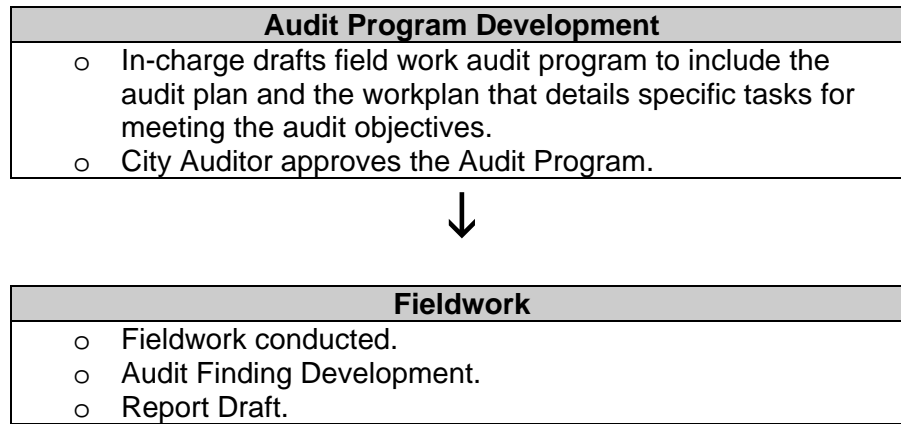 Audit Program Development
o In-charge drafts field work audit program to include the
audit plan and the workplan that details specific tasks for
meeting the audit objectives.
o City Auditor approves the Audit Program.
↓
Fieldwork
o Fieldwork conducted.
o Audit Finding Development.
o Report Draft.